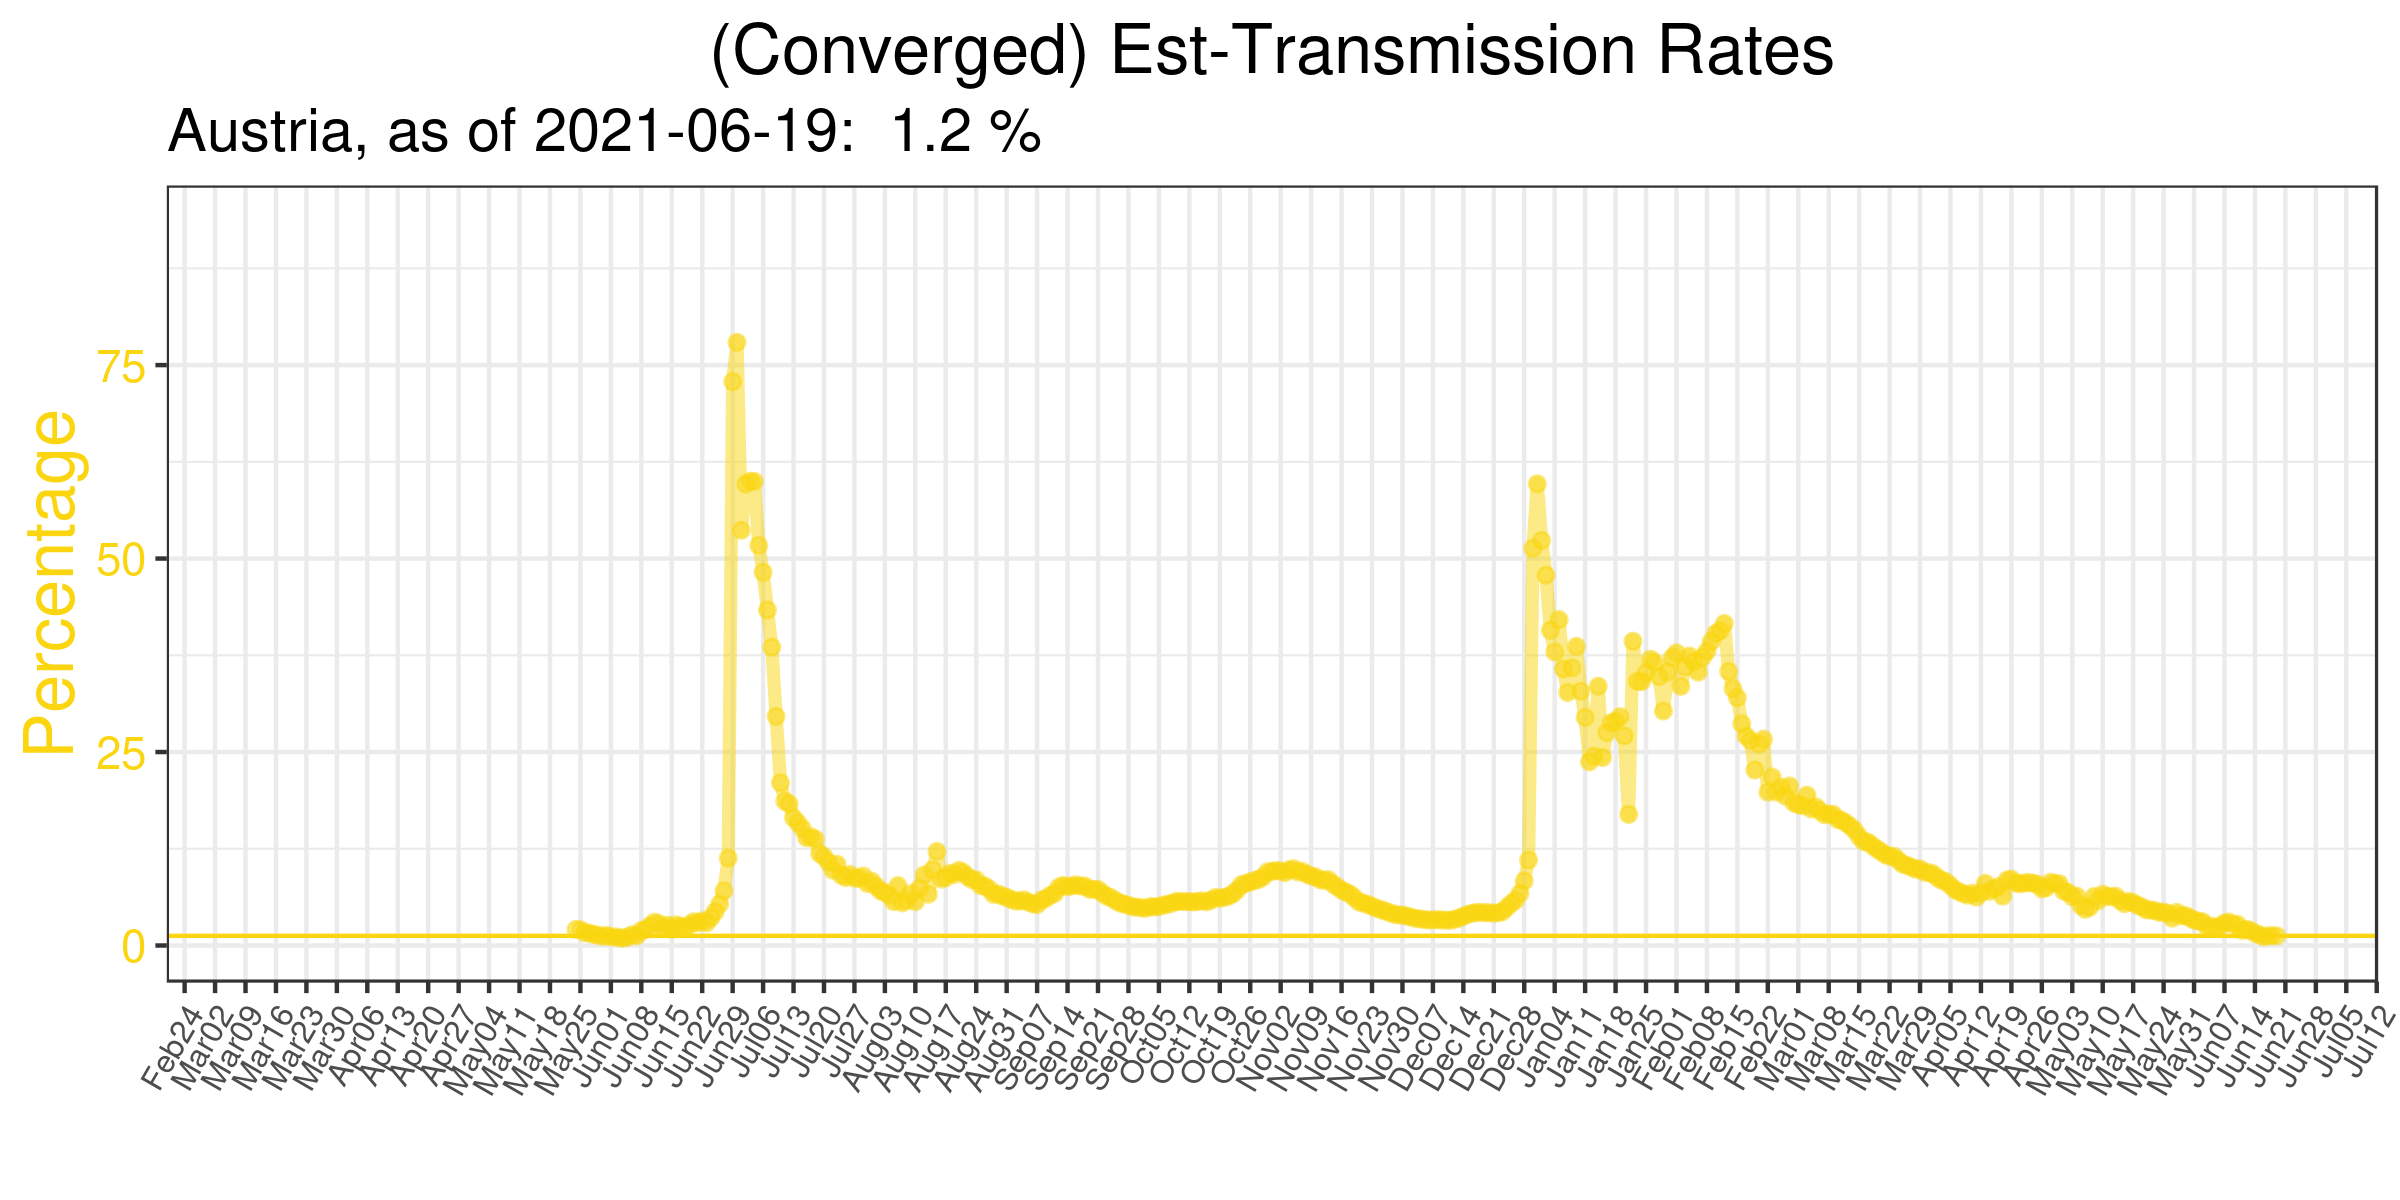 (Converged) Est-Transmission Rates
Austria, as of 2021-06-19:  1.2 %
Percentage
75
50
25
0
Feb24
Mar02
Mar09
Mar16
Mar23
Mar30
Apr06
Apr13
Apr20
Apr27
May04
May11
May18
May25
Jun01
Jun08
Jun15
Jun22
Jun29
Jul06
Jul13
Jul20
Jul27
Aug03
Aug10
Aug17
Aug24
Aug31
Sep07
Sep14
Sep21
Sep28
Oct05
Oct12
Oct19
Oct26
Nov02
Nov09
Nov16
Nov23
Nov30
Dec07
Dec14
Dec21
Dec28
Jan04
Jan11
Jan18
Jan25
Feb01
Feb08
Feb15
Feb22
Mar01
Mar08
Mar15
Mar22
Mar29
Apr05
Apr12
Apr19
Apr26
May03
May10
May17
May24
May31
Jun07
Jun14
Jun21
Jun28
Jul05
Jul12